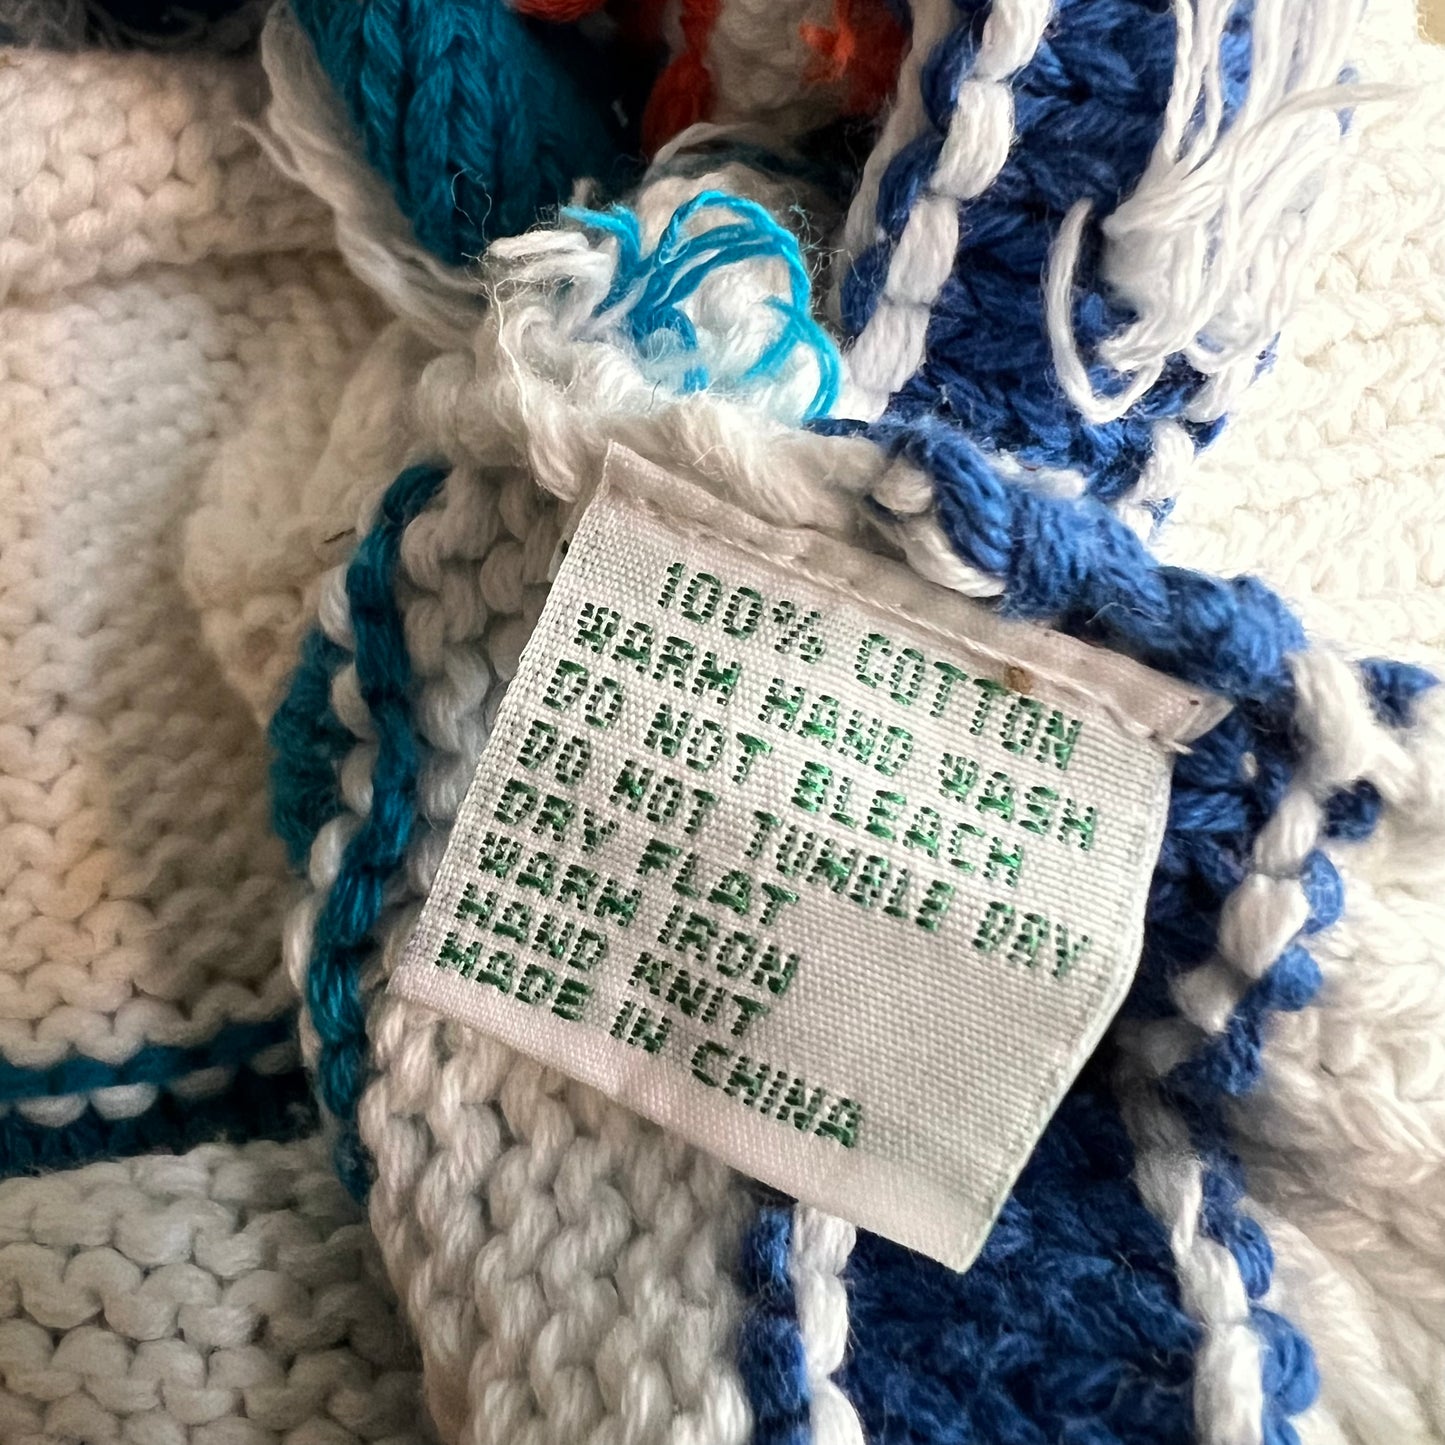 100% COTTON
WARM HAND WASH
DO NOT BLEACH
DO NOT TUMBLE DRY
DRY FLAT
WARM IRON
HAND KNIT
MADE IN CHINA